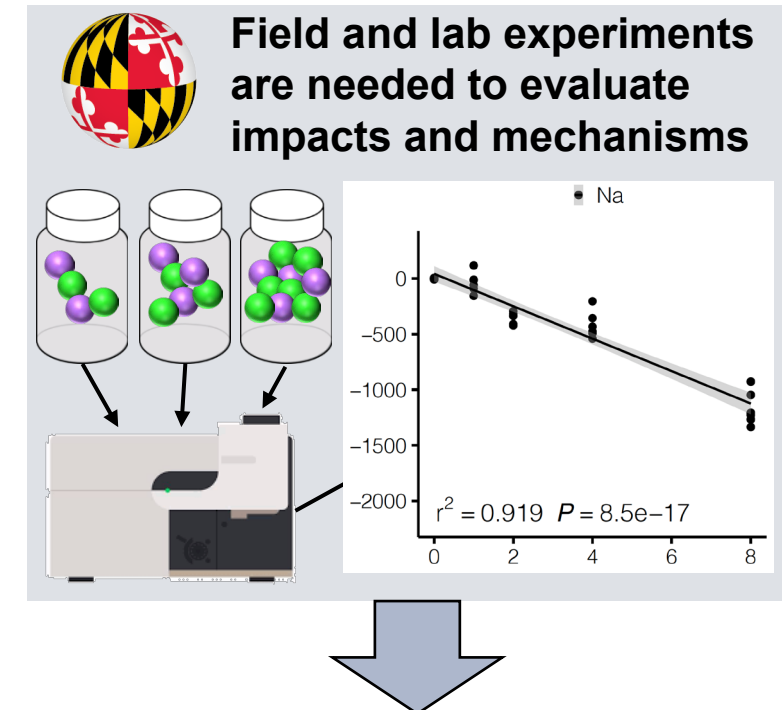 Field and lab experiments
are needed to evaluate
impacts and mechanisms
Na
0
−500
−1000
−1500
−2000
r² = 0.919 P = 8.5e−17
0 2 4 6 8